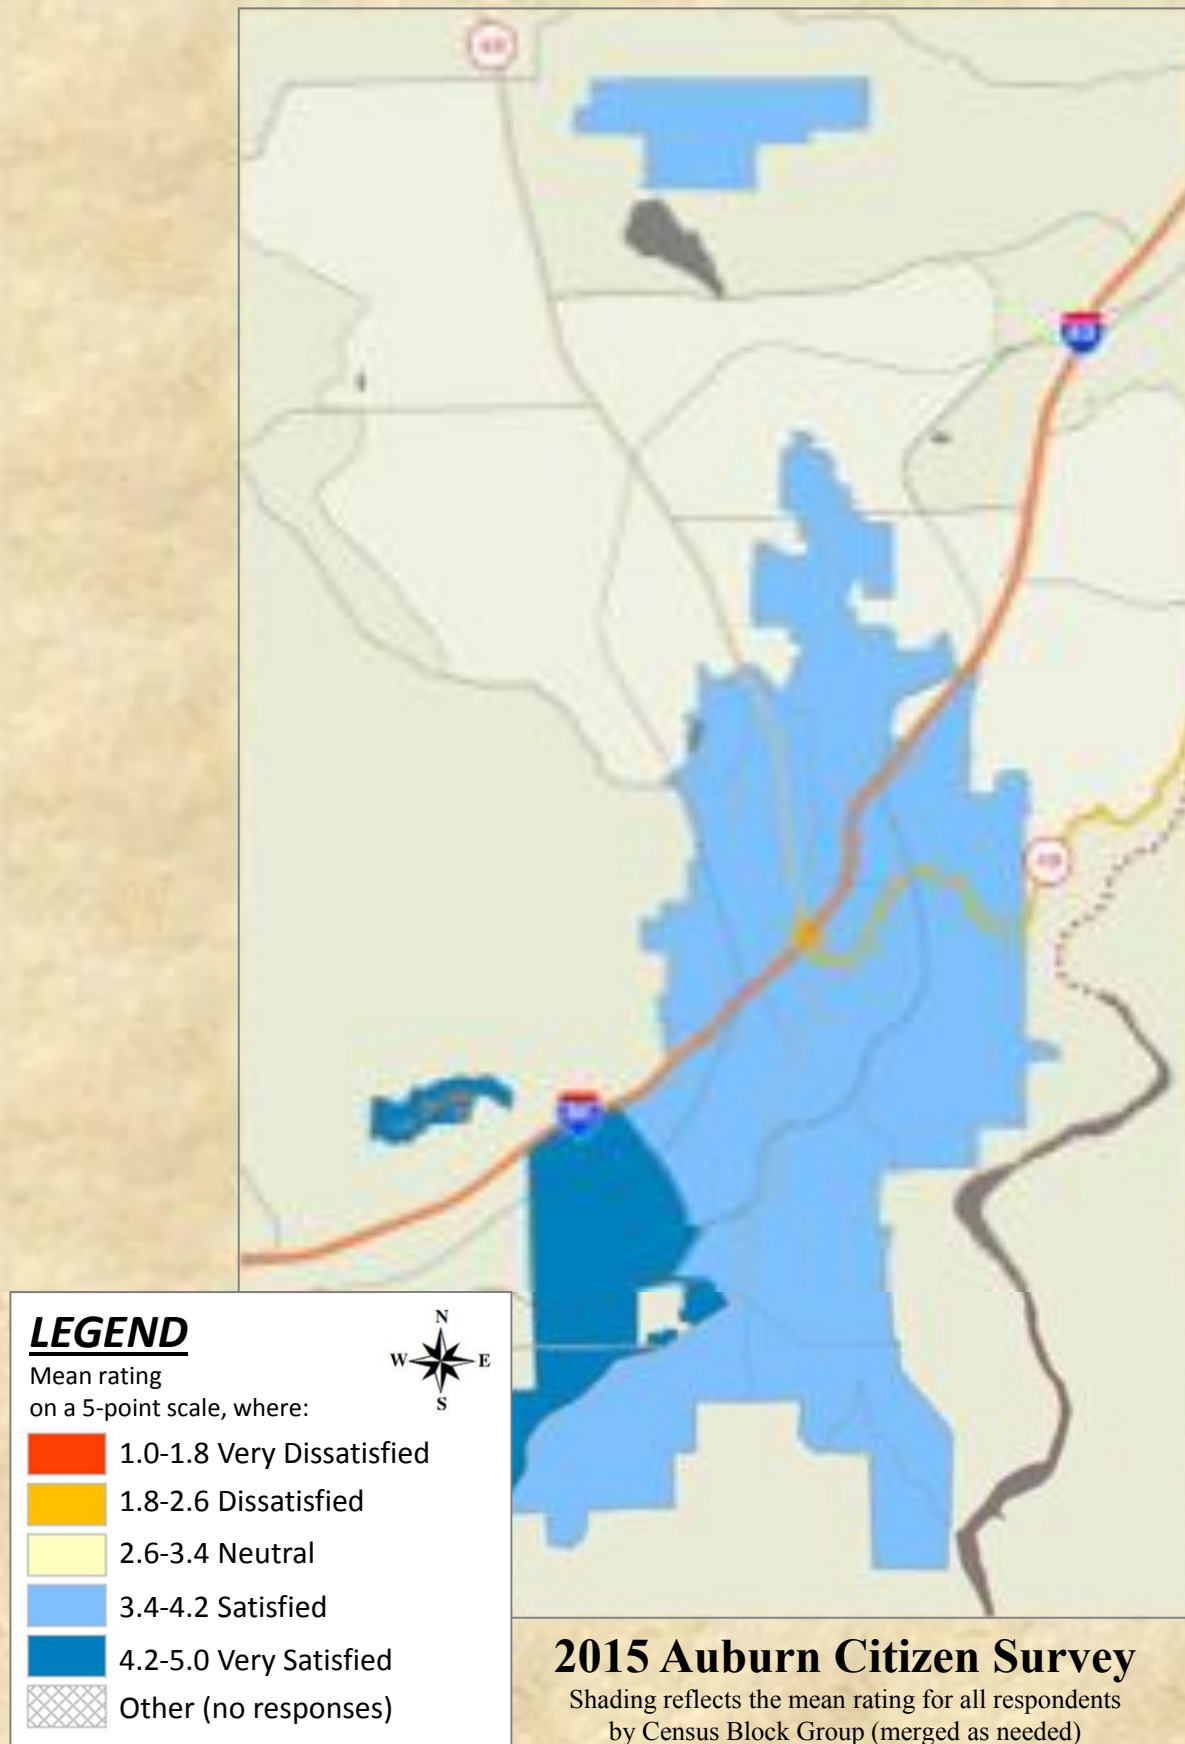 LEGEND
Mean rating
on a 5-point scale, where:
N
W E
S
1.0-1.8 Very Dissatisfied
1.8-2.6 Dissatisfied
2.6-3.4 Neutral
3.4-4.2 Satisfied
4.2-5.0 Very Satisfied
Other (no responses)
2015 Auburn Citizen Survey
Shading reflects the mean rating for all respondents
by Census Block Group (merged as needed)